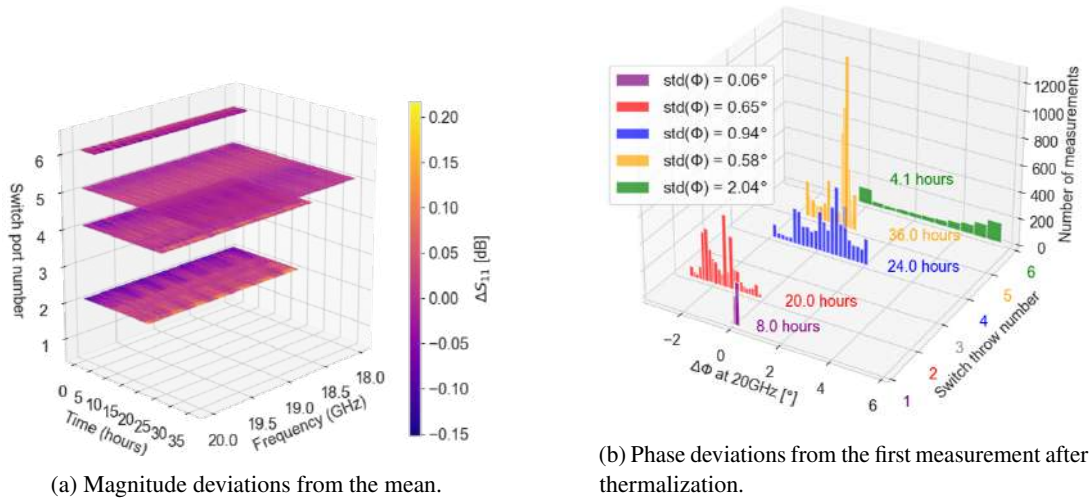 6
5
4
3
2
1
Switch port number
0
5
10
15
20
25
30
35
Time (hours)
20.0
19.5
19.0
18.5
18.0
Frequency (GHz)
0.20
0.15
0.10
0.05
0.00
−0.05
−0.10
−0.15
ΔS11 [dB]
(a) Magnitude deviations from the mean.
std(Φ) = 0.06°
std(Φ) = 0.65°
std(Φ) = 0.94°
std(Φ) = 0.58°
std(Φ) = 2.04°
4.1 hours
36.0 hours
24.0 hours
20.0 hours
8.0 hours
1200
1000
800
600
400
200
0
Number of measurements
−2
0
2
4
6
ΔΦ at 20GHz [°]
1
2
3
4
5
6
Switch throw number
(b) Phase deviations from the first measurement after
thermalization.